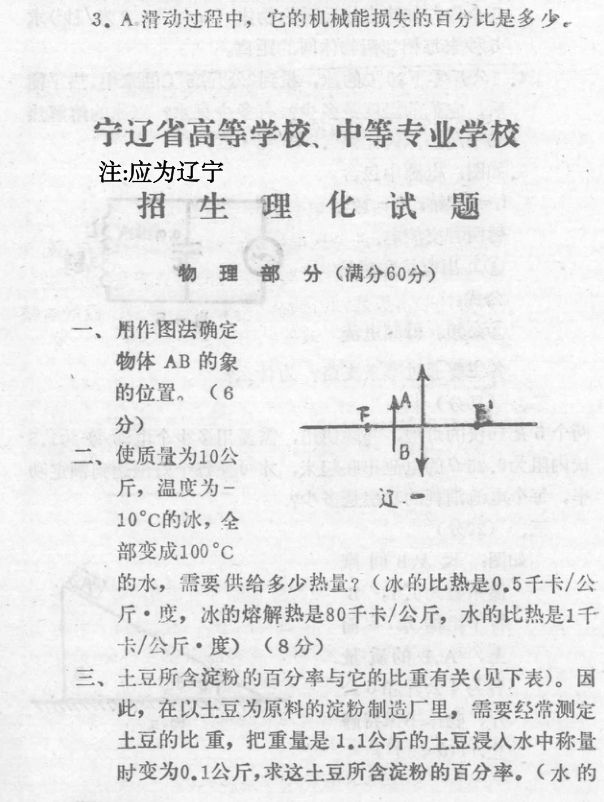 3. A滑动过程中，它的机械能损失的百分比是多少。
宁辽省高等学校、中等专业学校
注:应为辽宁
招生理化试题
物理部分（满分60分）
一、用作图法确定
物体 AB 的象
的位置。（6
分）
F
A
B
F'
辽·一
二、使质量为10公
斤，温度为－
10°C的冰，全
部变成100°C
的水，需要供给多少热量?（冰的比热是0.5千卡/公
斤·度，冰的熔解热是80千卡/公斤，水的比热是1千
卡/公斤·度）（8分）
三、土豆所含淀粉的百分率与它的比重有关(见下表)。因
此，在以土豆为原料的淀粉制造厂里，需要经常测定
土豆的比重，把重量是1.1公斤的土豆浸入水中称量
时变为0.1公斤,求这土豆所含淀粉的百分率。（水的